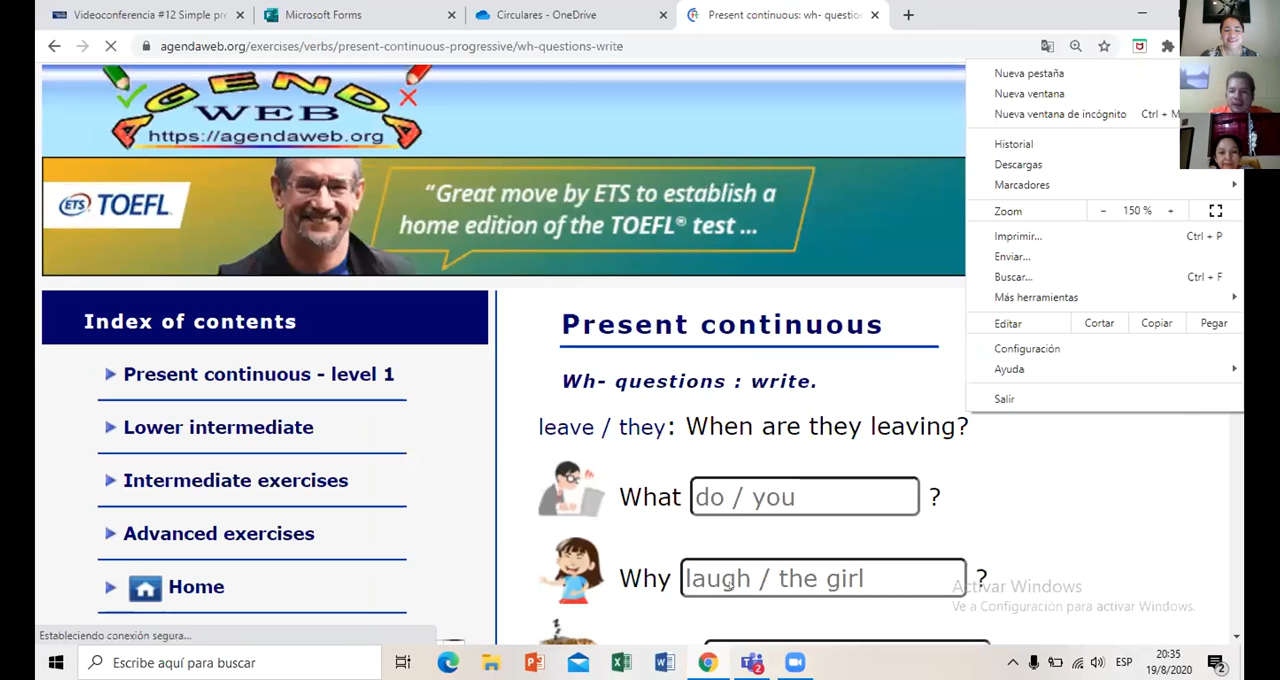 Videoconferencia #12 Simple pre
Microsoft Forms
Circulares - OneDrive
Present continuous: wh- questio
agendaweb.org/exercises/verbs/present-continuous-progressive/wh-questions-write
AGENDA
WEB
https://agendaweb.org
ETS TOEFL
“Great move by ETS to establish a
home edition of the TOEFL® test ...
Nueva pestaña
Nueva ventana
Nueva ventana de incógnito Ctrl + M
Historial
Descargas
Marcadores
Zoom - 150 % +
Imprimir... Ctrl + P
Enviar...
Buscar... Ctrl + F
Más herramientas
Editar Cortar Copiar Pegar
Configuración
Ayuda
Salir
Index of contents
Present continuous - level 1
Lower intermediate
Intermediate exercises
Advanced exercises
Home
Present continuous
Wh- questions : write.
leave / they: When are they leaving?
What do / you ?
Why laugh / the girl ?
Activar Windows
Ve a Configuración para activar Windows.
Estableciendo conexión segura...
Escribe aquí para buscar
2
ESP
20:35
19/8/2020
2